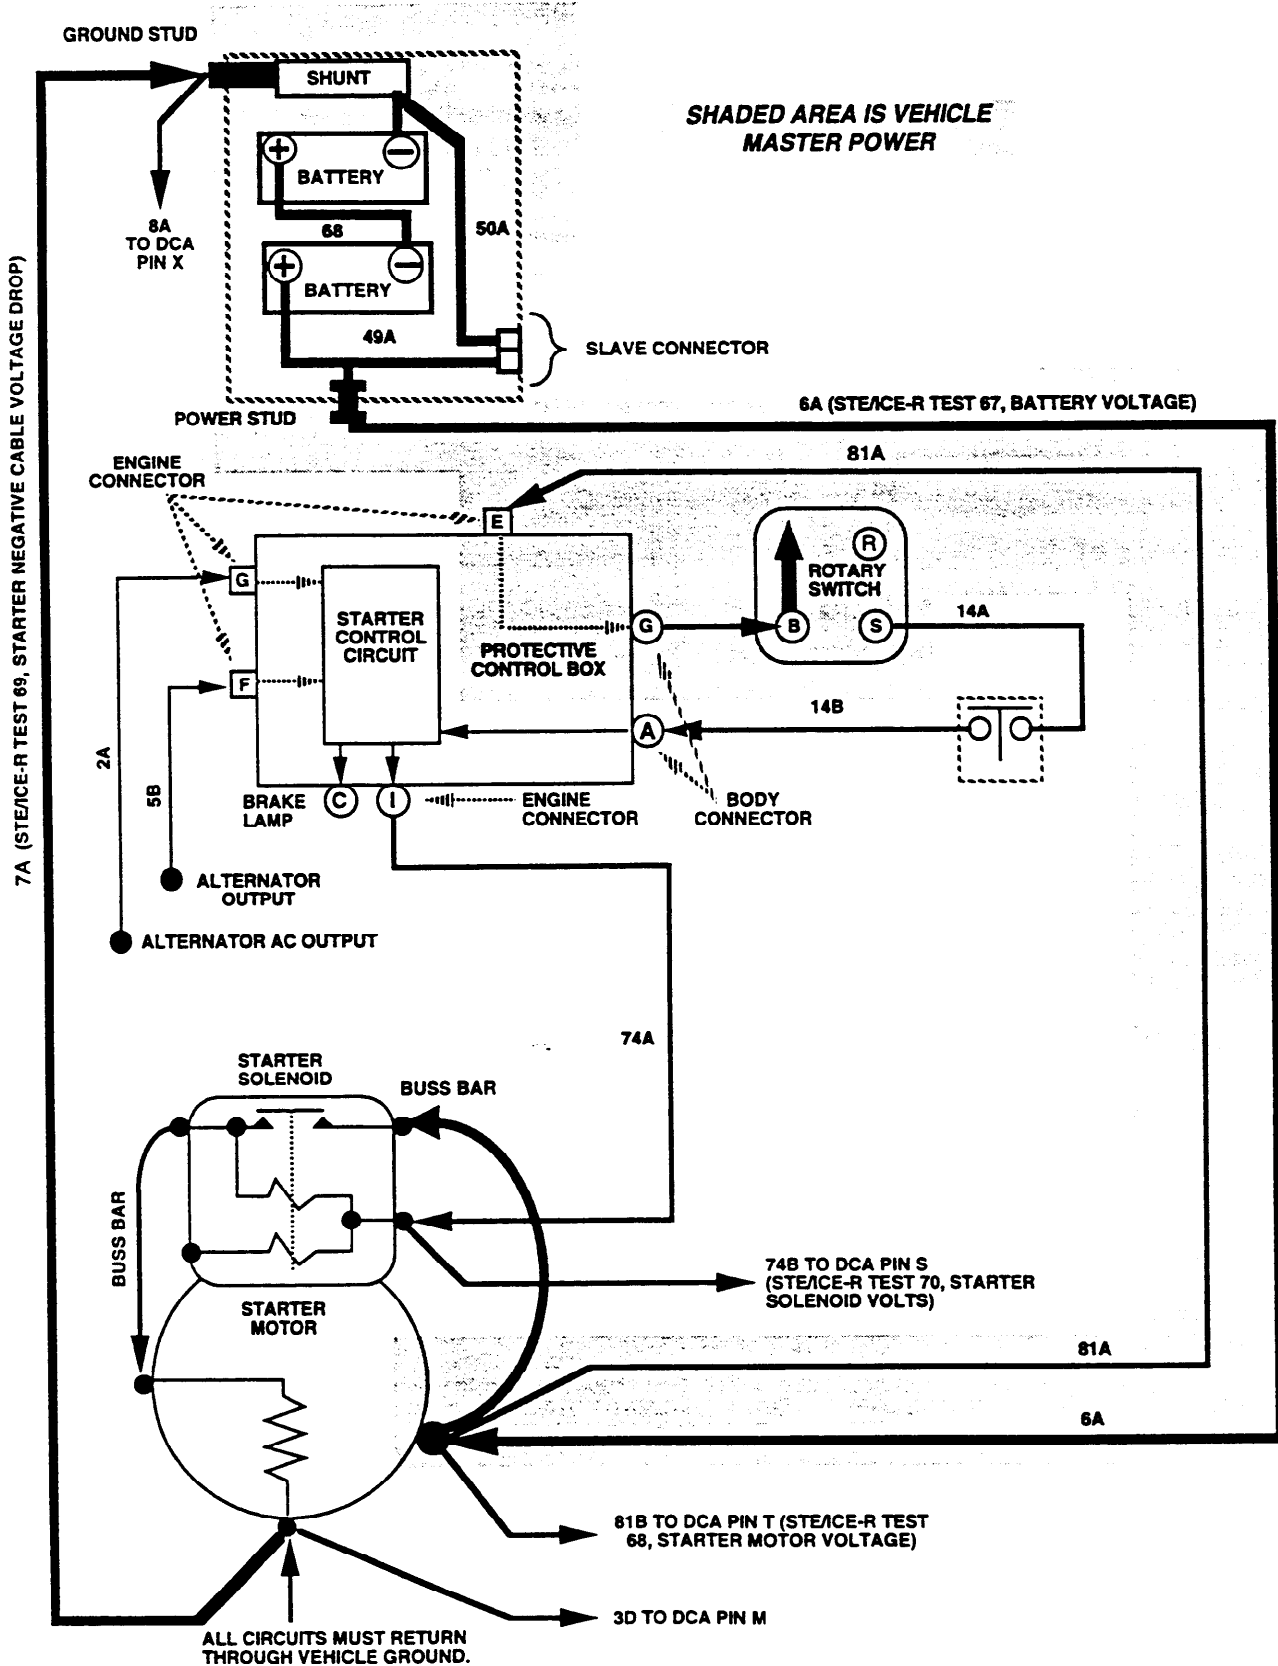 GROUND STUD
SHUNT
SHADED AREA IS VEHICLE
MASTER POWER
+
−
BATTERY
8A
TO DCA
PIN X
68
50A
+
−
BATTERY
49A
SLAVE CONNECTOR
POWER STUD
6A (STE/ICE-R TEST 67, BATTERY VOLTAGE)
7A (STE/ICE-R TEST 69, STARTER NEGATIVE CABLE VOLTAGE DROP)
81A
ENGINE
CONNECTOR
E
R
ROTARY
SWITCH
G
STARTER
CONTROL
CIRCUIT
PROTECTIVE
CONTROL BOX
G
B
S
14A
F
14B
A
2A
5B
BRAKE
LAMP
C
I
ENGINE
CONNECTOR
BODY
CONNECTOR
ALTERNATOR
OUTPUT
ALTERNATOR AC OUTPUT
74A
STARTER
SOLENOID
BUSS BAR
BUSS BAR
74B TO DCA PIN S
(STE/ICE-R TEST 70, STARTER
SOLENOID VOLTS)
STARTER
MOTOR
81A
6A
81B TO DCA PIN T (STE/ICE-R TEST
68, STARTER MOTOR VOLTAGE)
3D TO DCA PIN M
ALL CIRCUITS MUST RETURN
THROUGH VEHICLE GROUND.